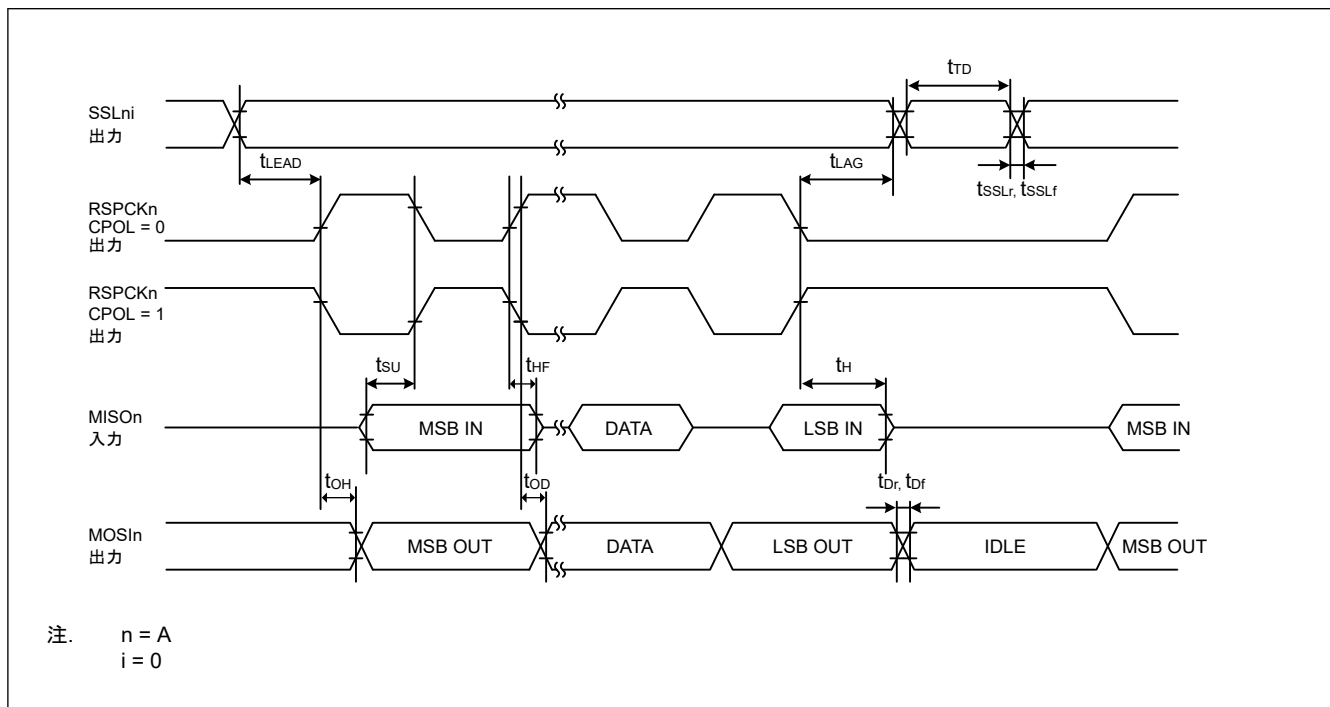 tTD
SSLni
出力
tLEAD
tLAG
tSSLr, tSSLf
RSPCKn
CPOL = 0
出力
RSPCKn
CPOL = 1
出力
tSU
tHF
tH
MISOn
入力
MSB IN
DATA
LSB IN
MSB IN
tOH
tOD
tDr, tDf
MOSIn
出力
MSB OUT
DATA
LSB OUT
IDLE
MSB OUT
注. n = A
i = 0